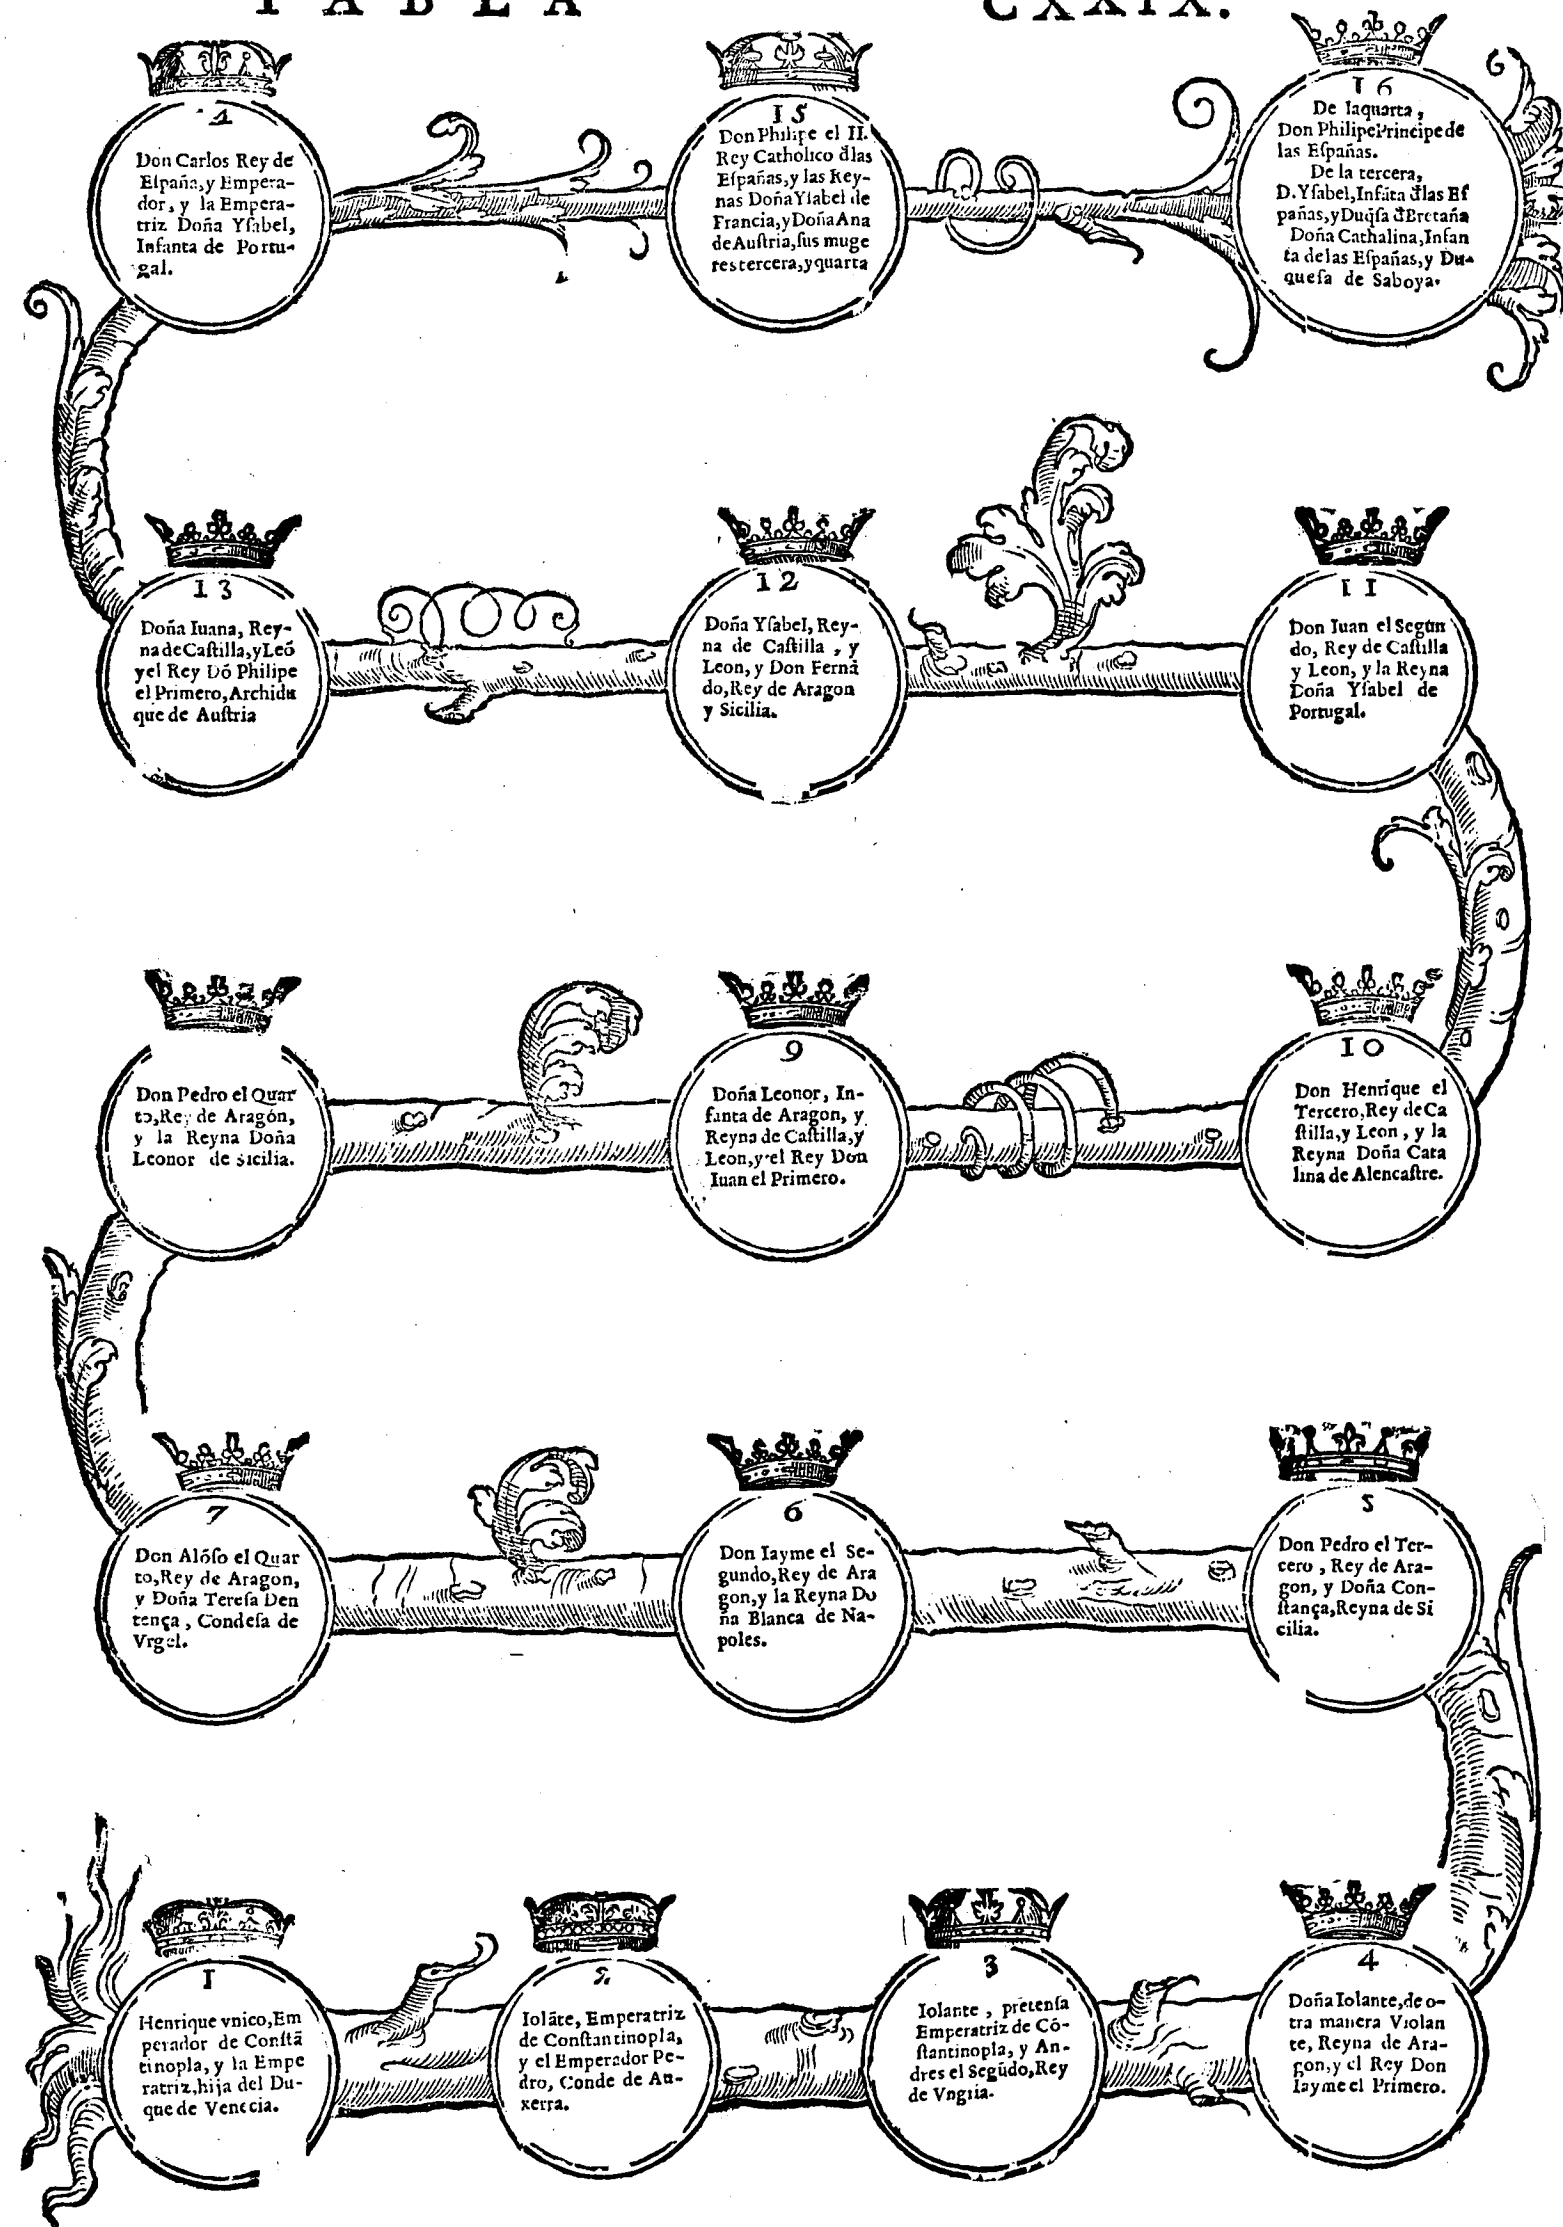 TABLA CXXIX.
4
Don Carlos Rey de
España, y Empera-
dor, y la Empera-
triz Doña Ysabel,
Infanta de Portu-
gal.
15
Don Philipe el II.
Rey Catholico d̃las
Españas, y las Rey-
nas Doña Ysabel de
Francia, y Doña Ana
de Austria, sus muge
res tercera, y quarta
16
De la quarta,
Don Philipe Principe de
las Españas.
De la tercera,
D. Ysabel, Infãta d̃las Es
pañas, y Duq̃sa d̃ Bretaña
Doña Cathalina, Infan
ta de las Españas, y Du-
quesa de Saboya.
13
Doña Iuana, Rey-
na de Castilla, y Leõ
y el Rey Dõ Philipe
el Primero, Archidu
que de Austria
12
Doña Ysabel, Rey-
na de Castilla, y
Leon, y Don Fernã
do, Rey de Aragon
y Sicilia.
11
Don Iuan el Segun
do, Rey de Castilla
y Leon, y la Reyna
Doña Ysabel de
Portugal.
Don Pedro el Quar
to, Rey de Aragón,
y la Reyna Doña
Leonor de Sicilia.
9
Doña Leonor, In-
fanta de Aragon, y
Reyna de Castilla, y
Leon, y el Rey Don
Iuan el Primero.
10
Don Henrique el
Tercero, Rey de Ca
stilla, y Leon, y la
Reyna Doña Cata
lina de Alencastre.
7
Don Alõso el Quar
to, Rey de Aragon,
y Doña Teresa Den
tença, Condesa de
Vrgel.
6
Don Iayme el Se-
gundo, Rey de Ara
gon, y la Reyna Do
ña Blanca de Na-
poles.
5
Don Pedro el Ter-
cero, Rey de Ara-
gon, y Doña Con-
stança, Reyna de Si
cilia.
1
Henrique vnico, Em
perador de Constã
tinopla, y la Empe
ratriz, hija del Du-
que de Venecia.
2
Iolãte, Emperatriz
de Constantinopla,
y el Emperador Pe-
dro, Conde de Au-
xerra.
3
Iolante, pretensa
Emperatriz de Cõ-
stantinopla, y An-
dres el Segũdo, Rey
de Vngria.
4
Doña Iolante, de o-
tra manera Violan
te, Reyna de Ara-
gon, y el Rey Don
Iayme el Primero.